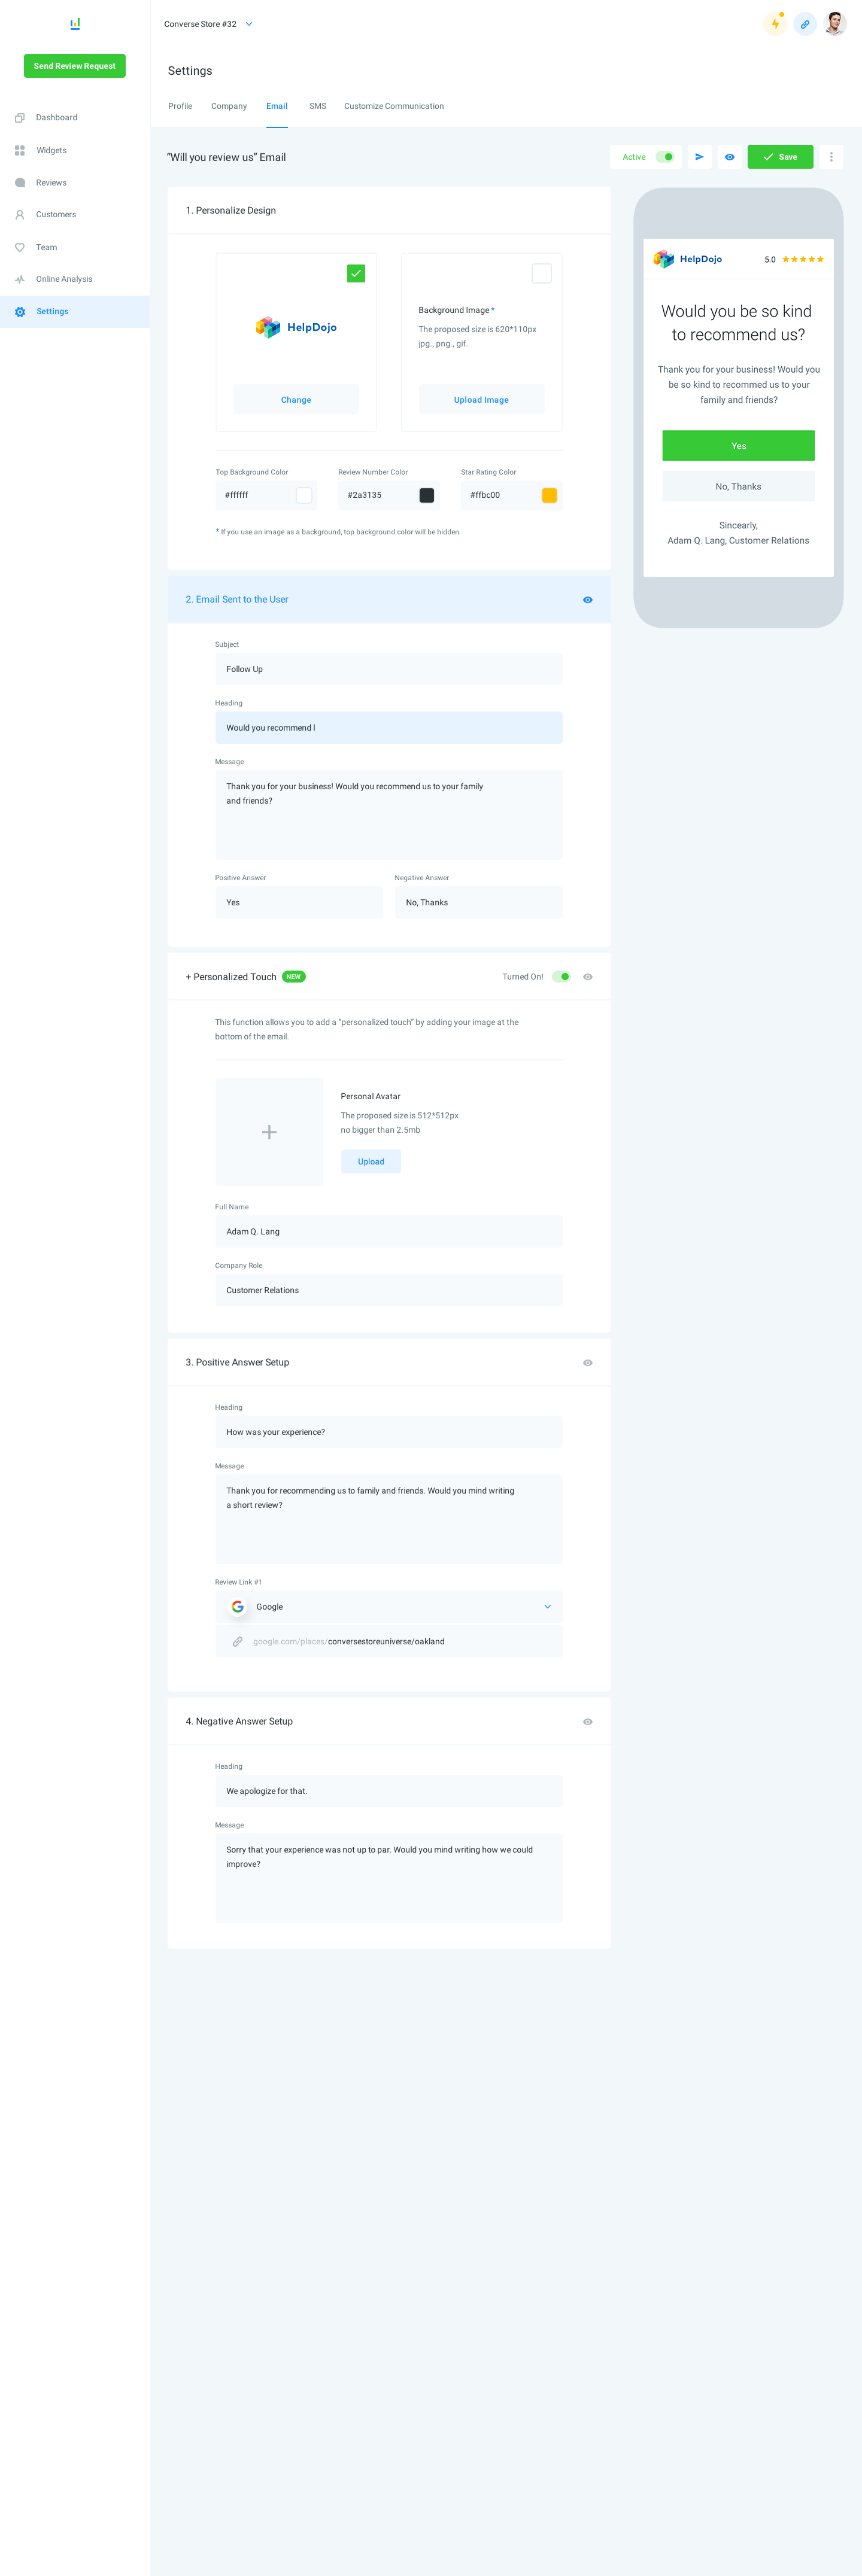 Converse Store #32
Send Review Request
Settings
Dashboard
Widgets
Reviews
Customers
Team
Online Analysis
Settings
Profile
Company
Email
SMS
Customize Communication
“Will you review us” Email
Active
Save
1. Personalize Design
HelpDojo
Change
Background Image *
The proposed size is 620*110px
jpg., png., gif.
Upload Image
Top Background Color
#ffffff
Review Number Color
#2a3135
Star Rating Color
#ffbc00
* If you use an image as a background, top background color will be hidden.
HelpDojo
5.0
Would you be so kind
to recommend us?
Thank you for your business! Would you
be so kind to recommed us to your
family and friends?
Yes
No, Thanks
Sincearly,
Adam Q. Lang, Customer Relations
2. Email Sent to the User
Subject
Follow Up
Heading
Would you recommend l
Message
Thank you for your business! Would you recommend us to your family
and friends?
Positive Answer
Yes
Negative Answer
No, Thanks
+ Personalized Touch
NEW
Turned On!
This function allows you to add a “personalized touch” by adding your image at the
bottom of the email.
Personal Avatar
The proposed size is 512*512px
no bigger than 2.5mb
Upload
Full Name
Adam Q. Lang
Company Role
Customer Relations
3. Positive Answer Setup
Heading
How was your experience?
Message
Thank you for recommending us to family and friends. Would you mind writing
a short review?
Review Link #1
Google
google.com/places/conversestoreuniverse/oakland
4. Negative Answer Setup
Heading
We apologize for that.
Message
Sorry that your experience was not up to par. Would you mind writing how we could
improve?